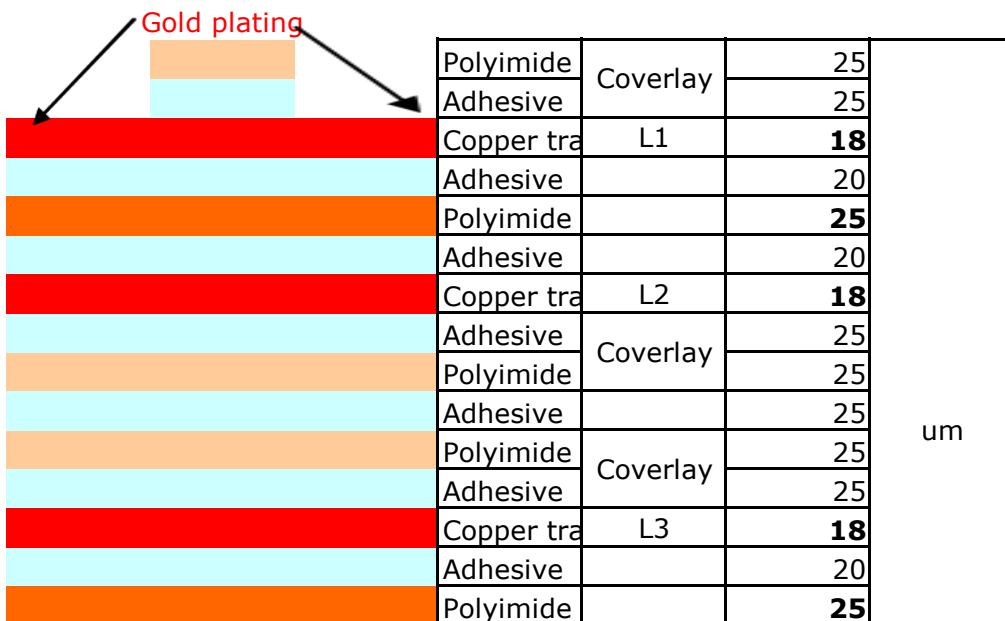 Gold plating
Polyimide Coverlay 25
Adhesive 25
Copper tra L1 18
Adhesive 20
Polyimide 25
Adhesive 20
Copper tra L2 18
Adhesive Coverlay 25
Polyimide 25
Adhesive 25
um
Polyimide Coverlay 25
Adhesive 25
Copper tra L3 18
Adhesive 20
Polyimide 25